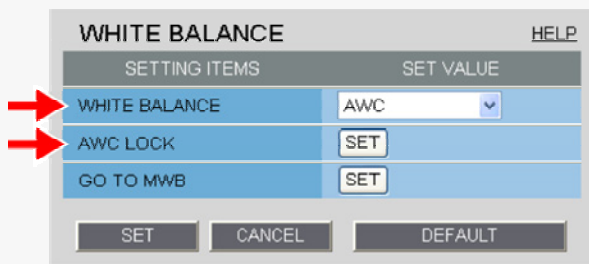 WHITE BALANCE HELP
SETTING ITEMS SET VALUE
WHITE BALANCE AWC
AWC LOCK SET
GO TO MWB SET
SET CANCEL DEFAULT